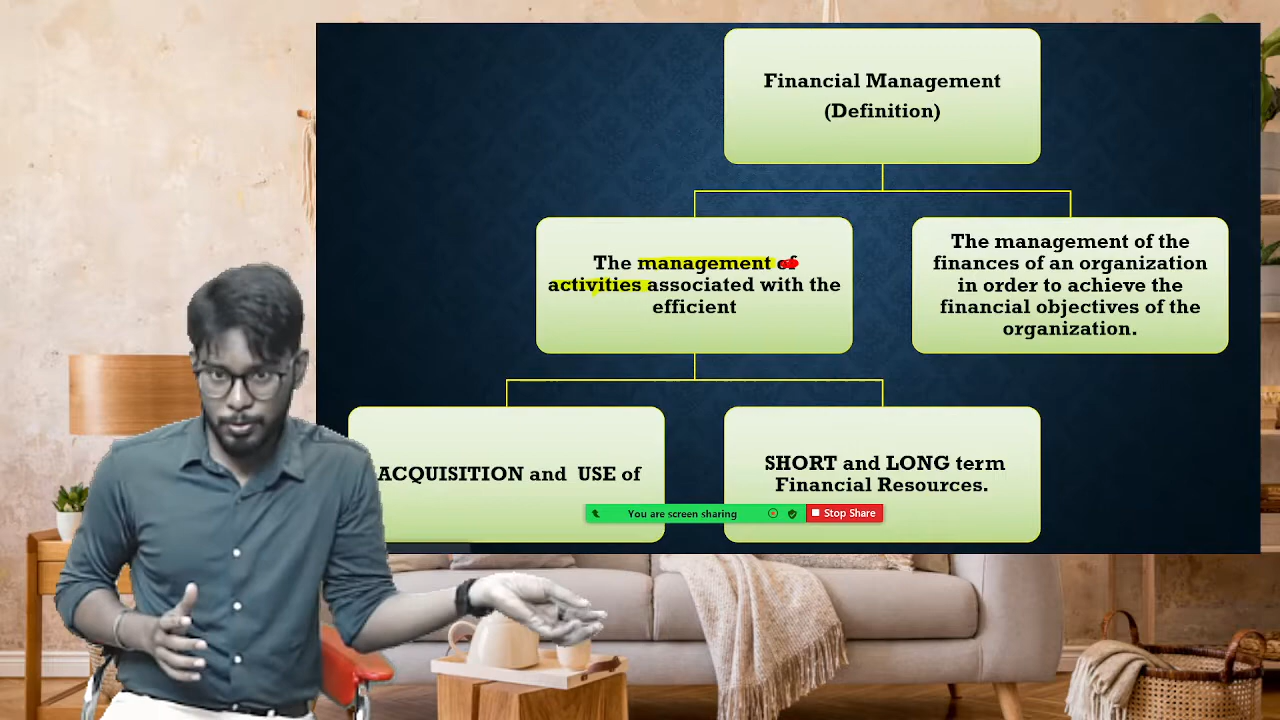 Financial Management
(Definition)
The management of
activities associated with the
efficient
The management of the
finances of an organization
in order to achieve the
financial objectives of the
organization.
ACQUISITION and USE of
SHORT and LONG term
Financial Resources.
You are screen sharing
Stop Share